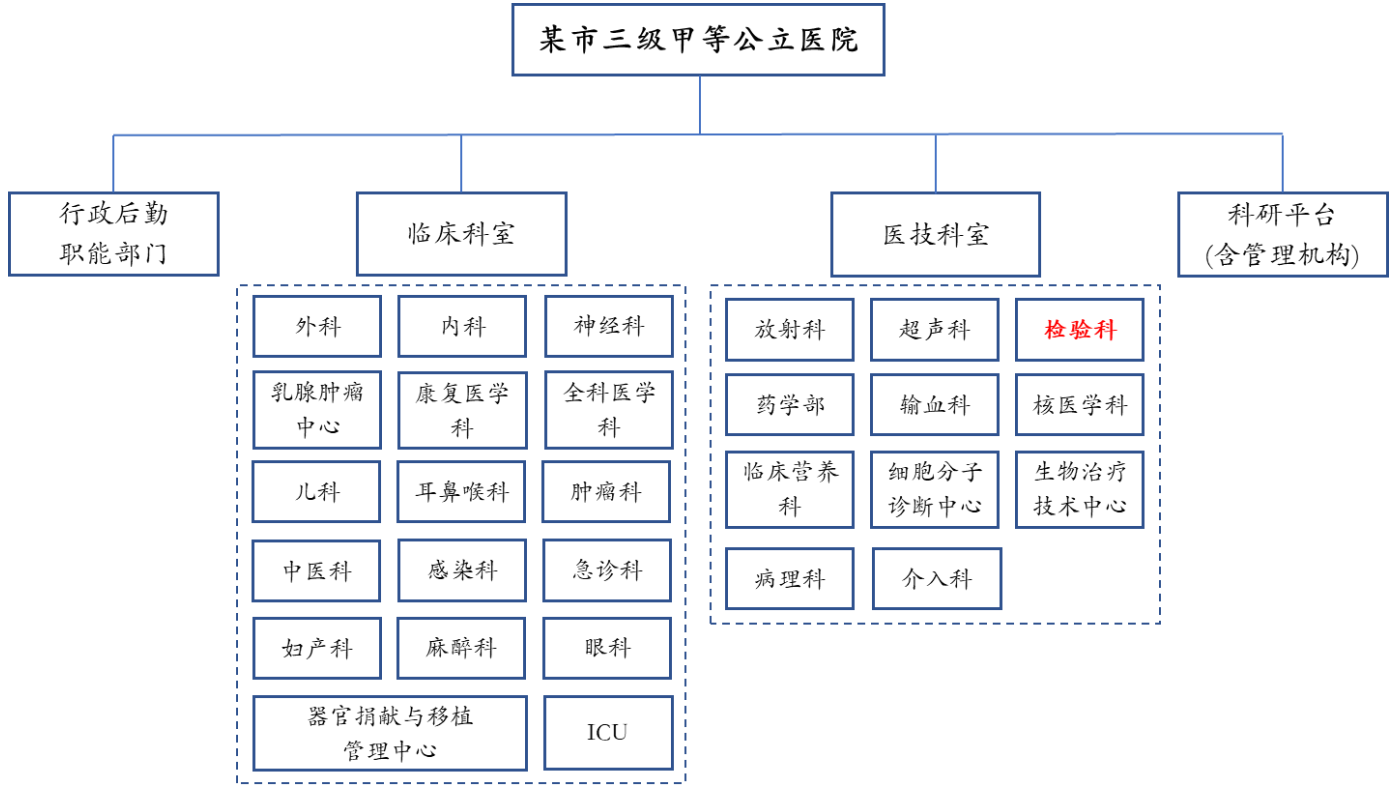 某市三级甲等公立医院
行政后勤
职能部门
临床科室
医技科室
科研平台
(含管理机构)
外科
内科
神经科
乳腺肿瘤
中心
康复医学
科
全科医学
科
儿科
耳鼻喉科
肿瘤科
中医科
感染科
急诊科
妇产科
麻醉科
眼科
器官捐献与移植
管理中心
ICU
放射科
超声科
检验科
药学部
输血科
核医学科
临床营养
科
细胞分子
诊断中心
生物治疗
技术中心
病理科
介入科